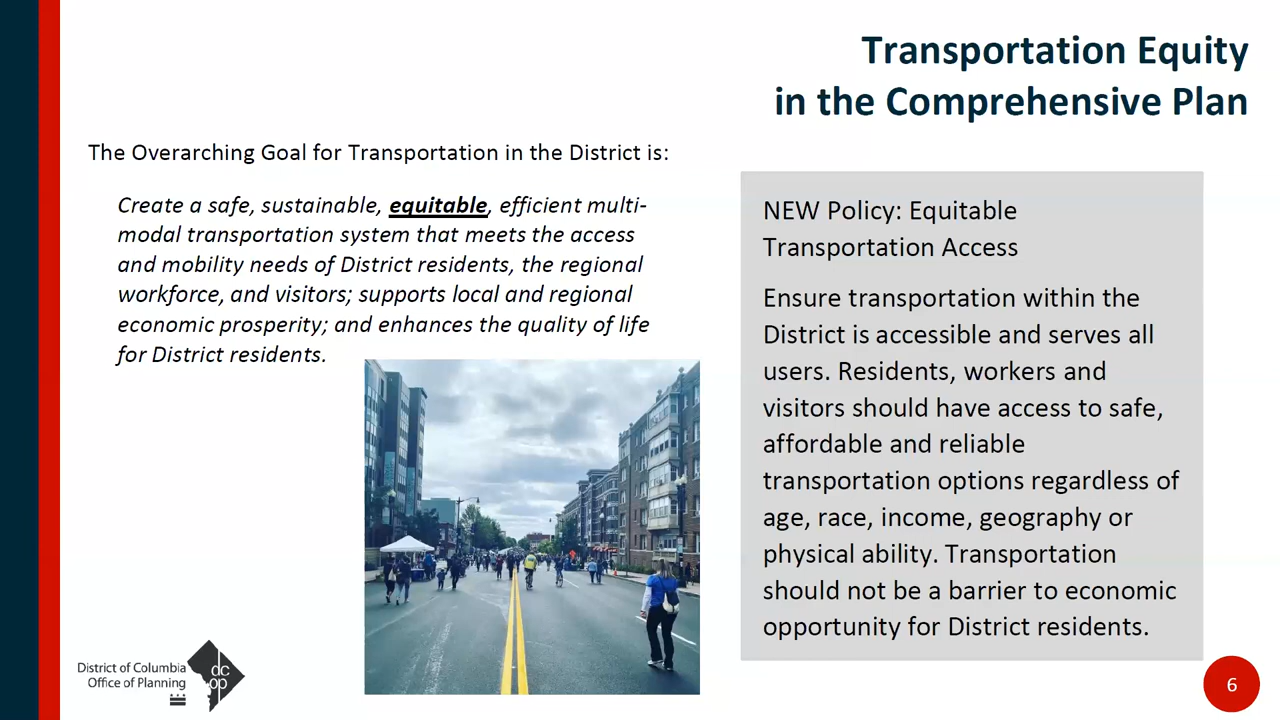 Transportation Equity
in the Comprehensive Plan
The Overarching Goal for Transportation in the District is:
Create a safe, sustainable, equitable, efficient multi-
modal transportation system that meets the access
and mobility needs of District residents, the regional
workforce, and visitors; supports local and regional
economic prosperity; and enhances the quality of life
for District residents.
NEW Policy: Equitable
Transportation Access
Ensure transportation within the
District is accessible and serves all
users. Residents, workers and
visitors should have access to safe,
affordable and reliable
transportation options regardless of
age, race, income, geography or
physical ability. Transportation
should not be a barrier to economic
opportunity for District residents.
District of Columbia
Office of Planning
dc
op
6